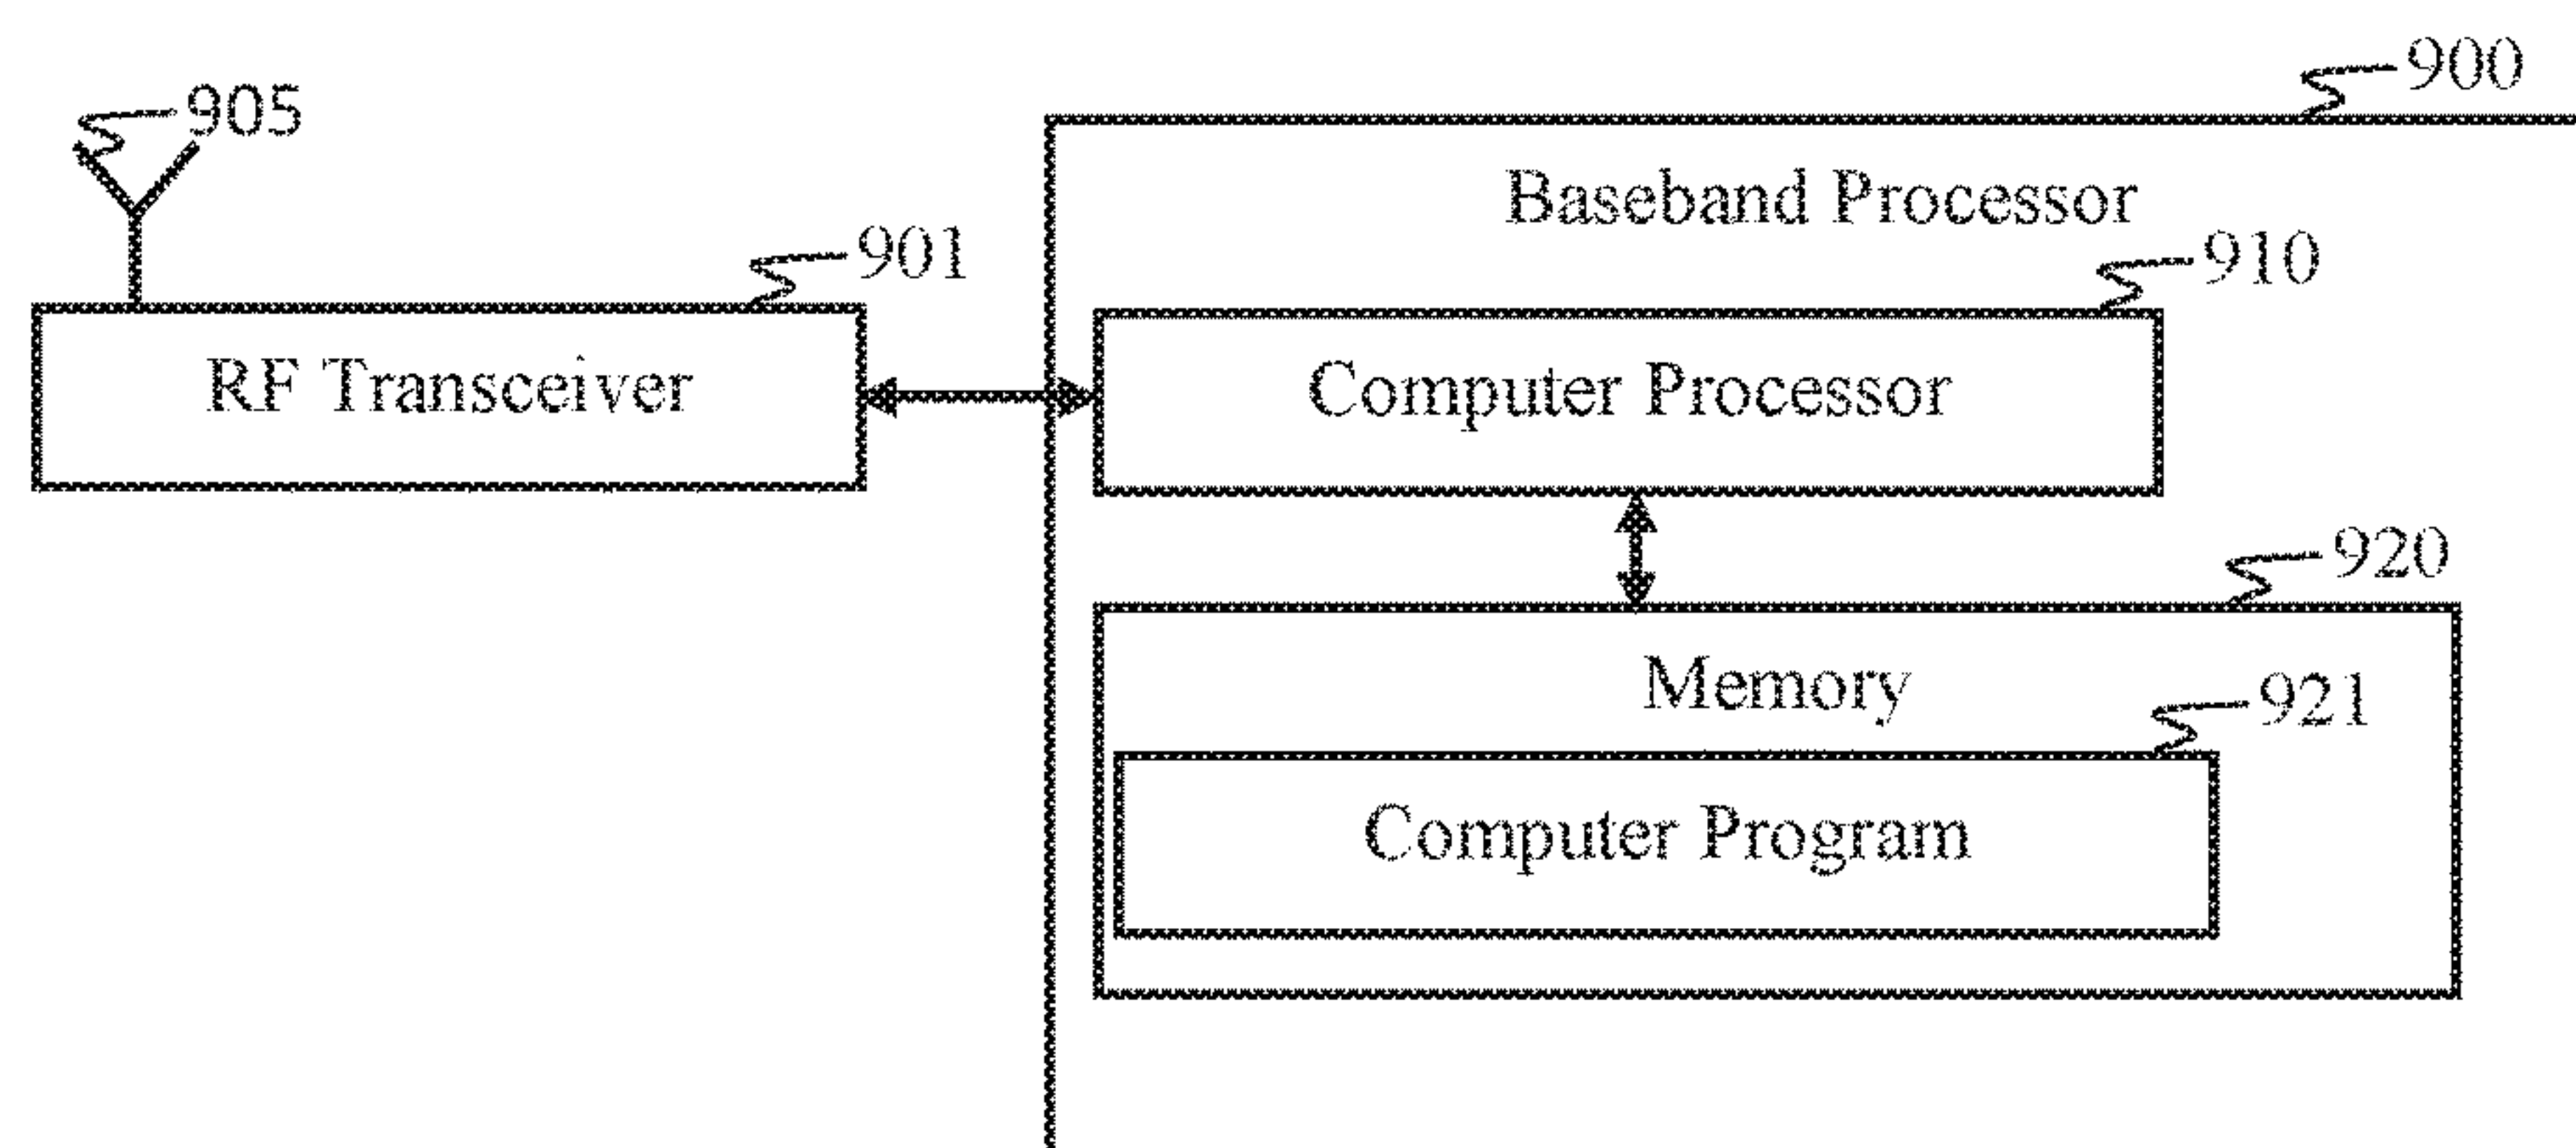 900
905
Baseband Processor
901
910
RF Transceiver
Computer Processor
920
Memory
921
Computer Program